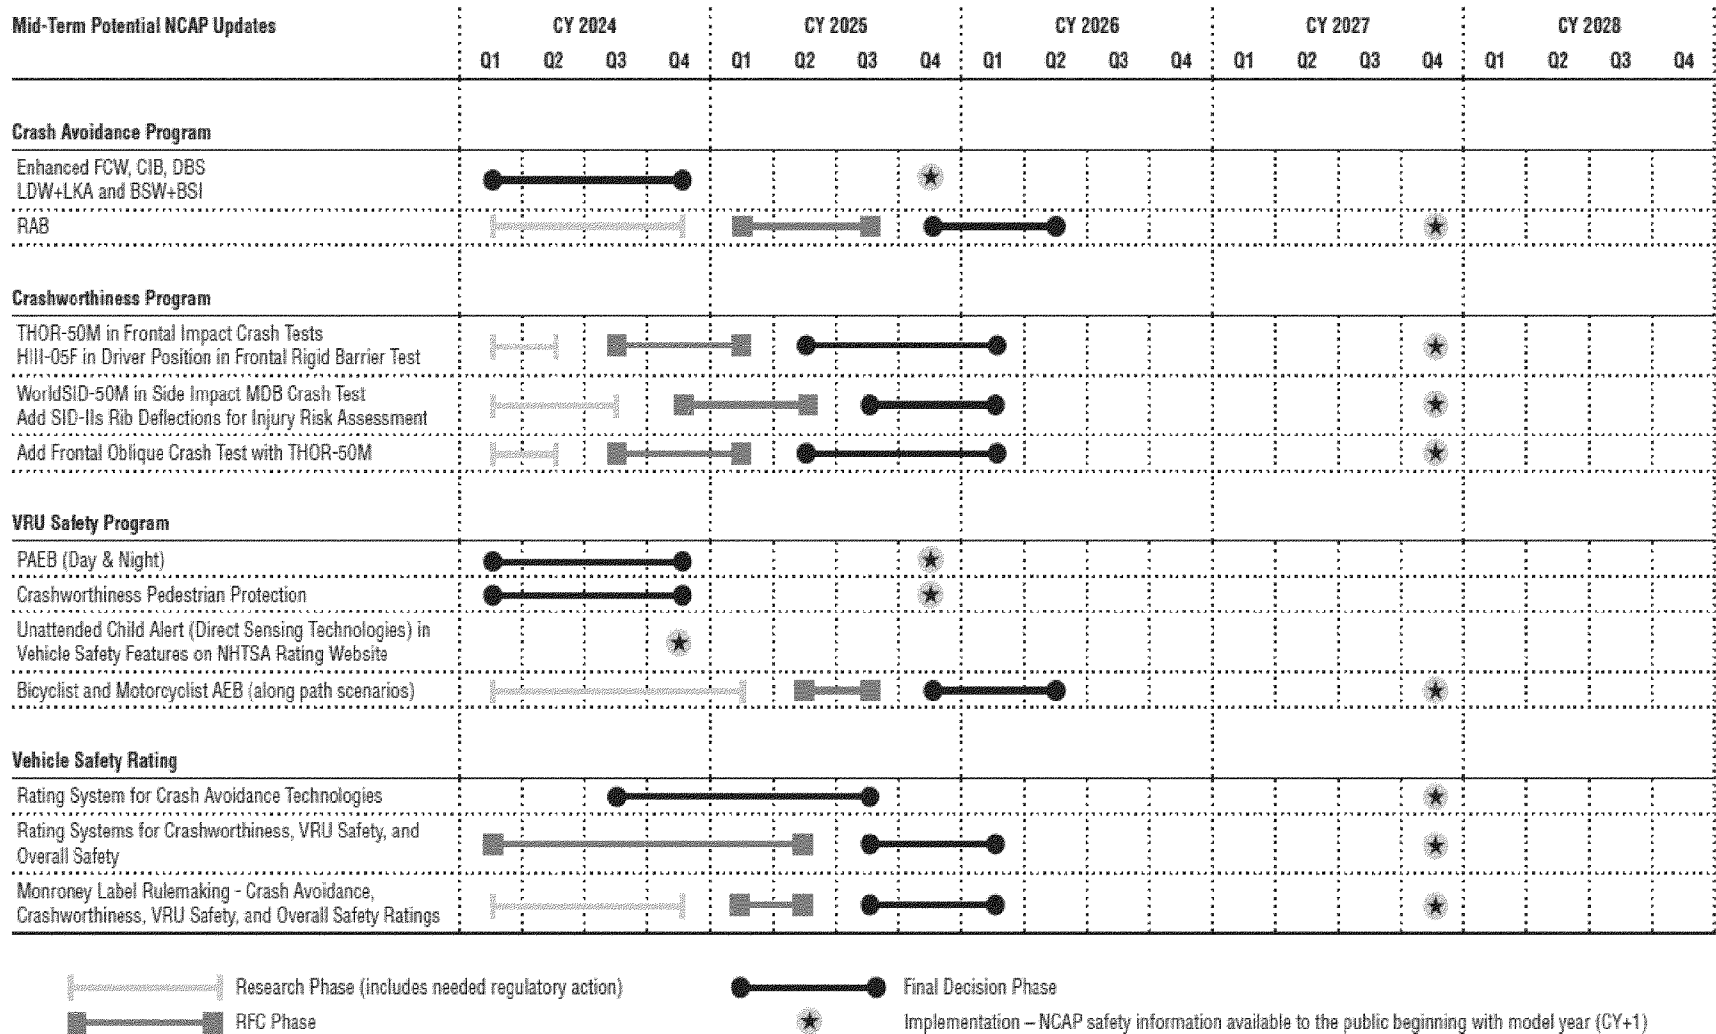 Mid-Term Potential NCAP Updates CY 2024 CY 2025 CY 2026 CY 2027 CY 2028
Q1 Q2 Q3 Q4 Q1 Q2 Q3 Q4 Q1 Q2 Q3 Q4 Q1 Q2 Q3 Q4 Q1 Q2 Q3 Q4
Crash Avoidance Program
Enhanced FCW, CIB, DBS
LDW+LKA and BSW+BSI
RAB
Crashworthiness Program
THOR-50M in Frontal Impact Crash Tests
HIII-05F in Driver Position in Frontal Rigid Barrier Test
WorldSID-50M in Side Impact MDB Crash Test
Add SID-IIs Rib Deflections for Injury Risk Assessment
Add Frontal Oblique Crash Test with THOR-50M
VRU Safety Program
PAEB (Day & Night)
Crashworthiness Pedestrian Protection
Unattended Child Alert (Direct Sensing Technologies) in
Vehicle Safety Features on NHTSA Rating Website
Bicyclist and Motorcyclist AEB (along path scenarios)
Vehicle Safety Rating
Rating System for Crash Avoidance Technologies
Rating Systems for Crashworthiness, VRU Safety, and
Overall Safety
Monroney Label Rulemaking - Crash Avoidance,
Crashworthiness, VRU Safety, and Overall Safety Ratings
Research Phase (includes needed regulatory action) Final Decision Phase
RFC Phase Implementation – NCAP safety information available to the public beginning with model year (CY+1)